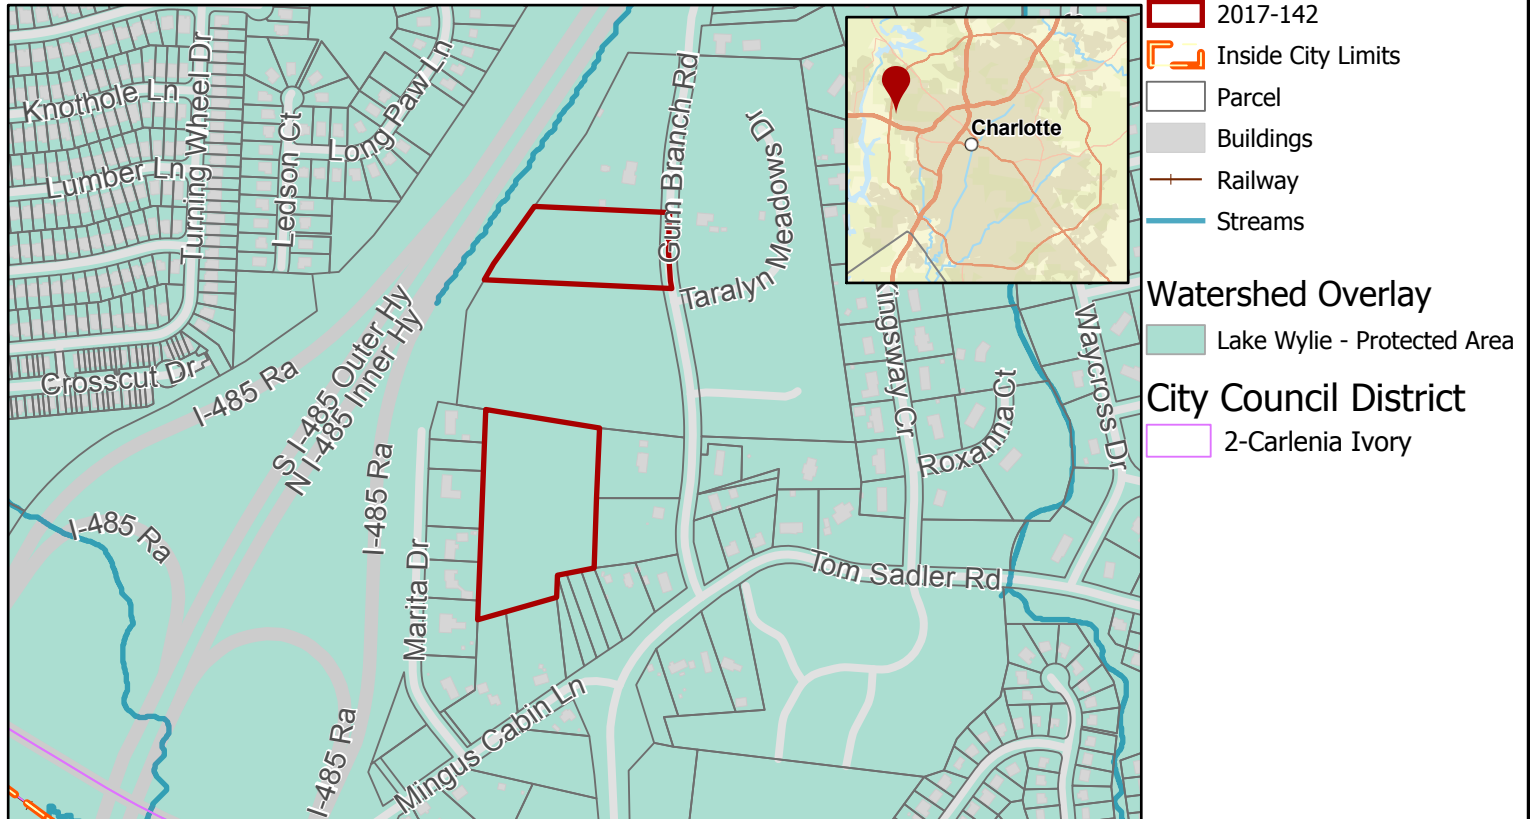 Knothole Ln
Lumber Ln
Turning Wheel Dr
Ledson Ct
Long Paw Ln
Crosscut Dr
I-485 Ra
S I-485 Outer Hy
N I-485 Inner Hy
I-485 Ra
I-485 Ra
I-485 Ra
Marita Dr
Mingus Cabin Ln
Gum Branch Rd
Taralyn Meadows Dr
Charlotte
Kingsway Cr
Roxanna Ct
Waycross Dr
Tom Sadler Rd
2017-142
Inside City Limits
Parcel
Buildings
Railway
Streams
Watershed Overlay
Lake Wylie - Protected Area
City Council District
2-Carlenia Ivory